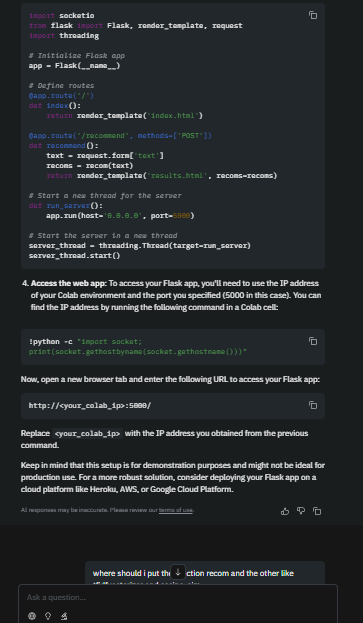 import socketio
from flask import Flask, render_template, request
import threading
# Initialize Flask app
app = Flask(__name__)
# Define routes
@app.route('/')
def index():
return render_template('index.html')
@app.route('/recommend', methods=['POST'])
def recommend():
text = request.form['text']
recoms = recom(text)
return render_template('results.html', recoms=recoms)
# Start a new thread for the server
def run_server():
app.run(host='0.0.0.0', port=5000)
# Start the server in a new thread
server_thread = threading.Thread(target=run_server)
server_thread.start()
4. Access the web app: To access your Flask app, you'll need to use the IP address
of your Colab environment and the port you specified (5000 in this case). You can
find the IP address by running the following command in a Colab cell:
!python -c "import socket;
print(socket.gethostbyname(socket.gethostname()))"
Now, open a new browser tab and enter the following URL to access your Flask app:
http://<your_colab_ip>:5000/
Replace <your_colab_ip> with the IP address you obtained from the previous
command.
Keep in mind that this setup is for demonstration purposes and might not be ideal for
production use. For a more robust solution, consider deploying your Flask app on a
cloud platform like Heroku, AWS, or Google Cloud Platform.
AI responses may be inaccurate. Please review our terms of use.
where should i put the ction recom and the other like
Ask a question...